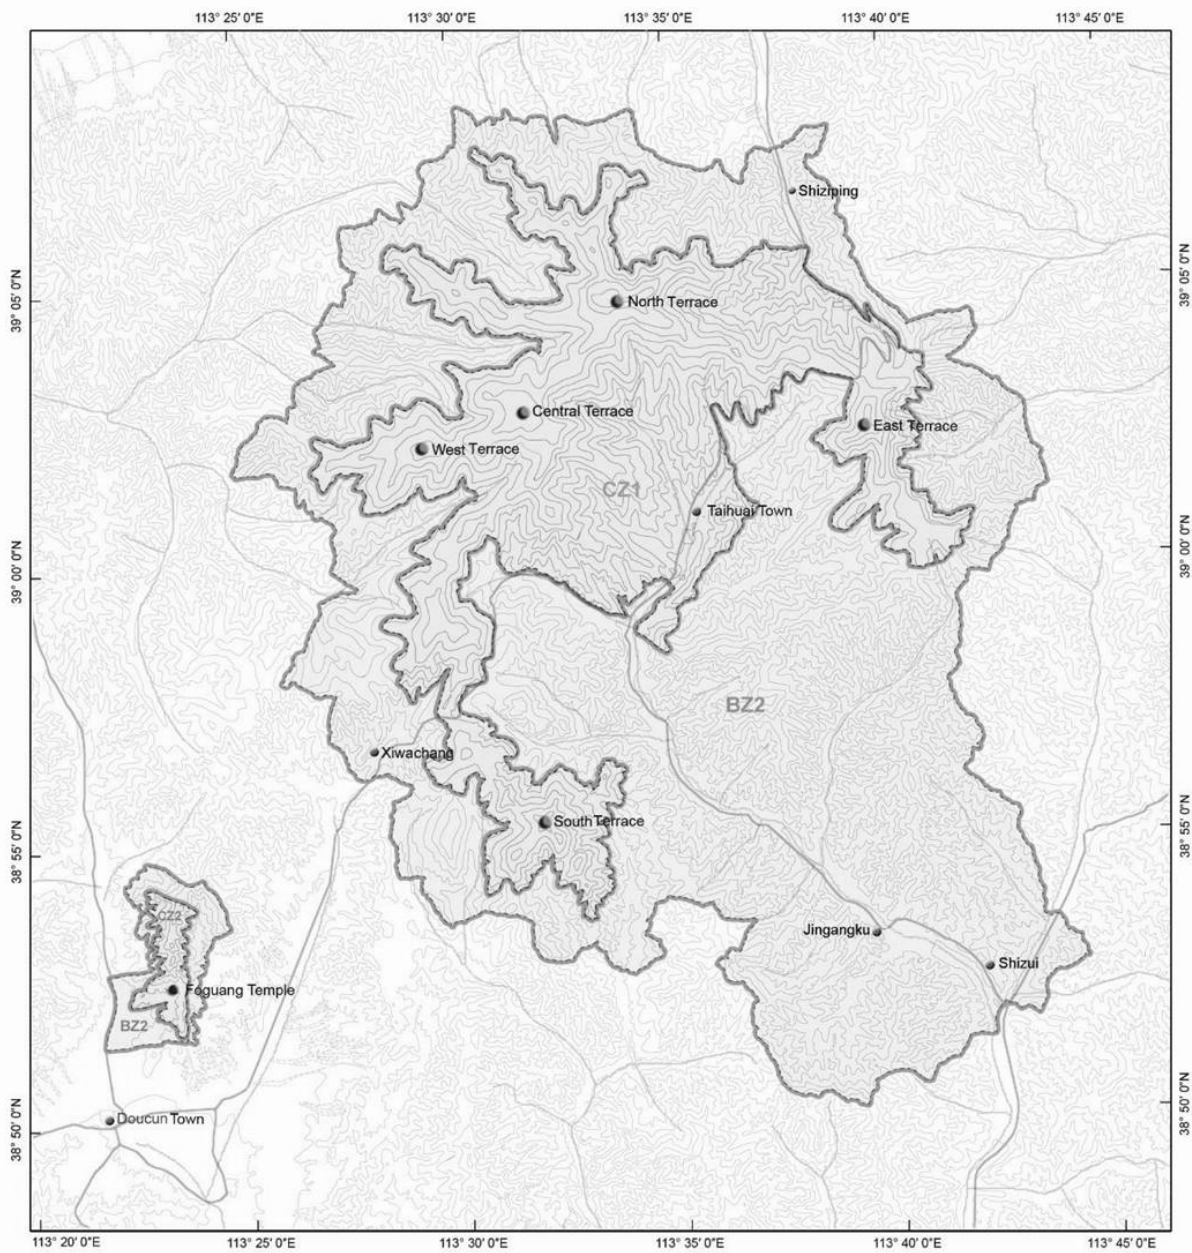 113° 25' 0"E
113° 30' 0"E
113° 35' 0"E
113° 40' 0"E
113° 45' 0"E
Shiziping
39° 05' 0"N
39° 05' 0"N
North Terrace
Central Terrace
East Terrace
West Terrace
CZ1
Taihuai Town
39° 00' 0"N
39° 00' 0"N
BZ2
Xiwachang
South Terrace
38° 55' 0"N
38° 55' 0"N
CZ2
Jingangku
Shizui
Foguang Temple
BZ2
38° 50' 0"N
38° 50' 0"N
Doucun Town
113° 20' 0"E
113° 25' 0"E
113° 30' 0"E
113° 35' 0"E
113° 40' 0"E
113° 45' 0"E